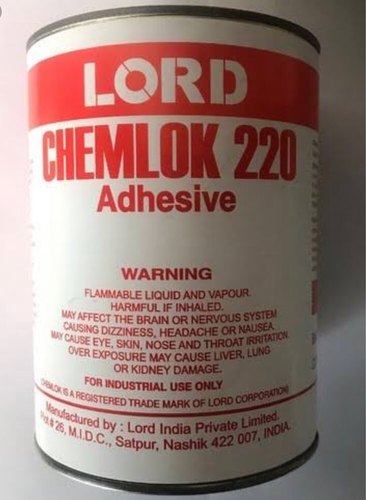 LORD
CHEMLOK 220
Adhesive
WARNING
FLAMMABLE LIQUID AND VAPOUR.
HARMFUL IF INHALED.
MAY AFFECT THE BRAIN OR NERVOUS SYSTEM
CAUSING DIZZINESS, HEADACHE OR NAUSEA.
MAY CAUSE EYE, SKIN, NOSE AND THROAT IRRITATION.
OVER EXPOSURE MAY CAUSE LIVER, LUNG
OR KIDNEY DAMAGE.
FOR INDUSTRIAL USE ONLY
(CHEMLOK IS A REGISTERED TRADE MARK OF LORD CORPORATION)
Manufactured by : Lord India Private Limited.
Plot # 26, M.I.D.C., Satpur, Nashik 422 007, INDIA.